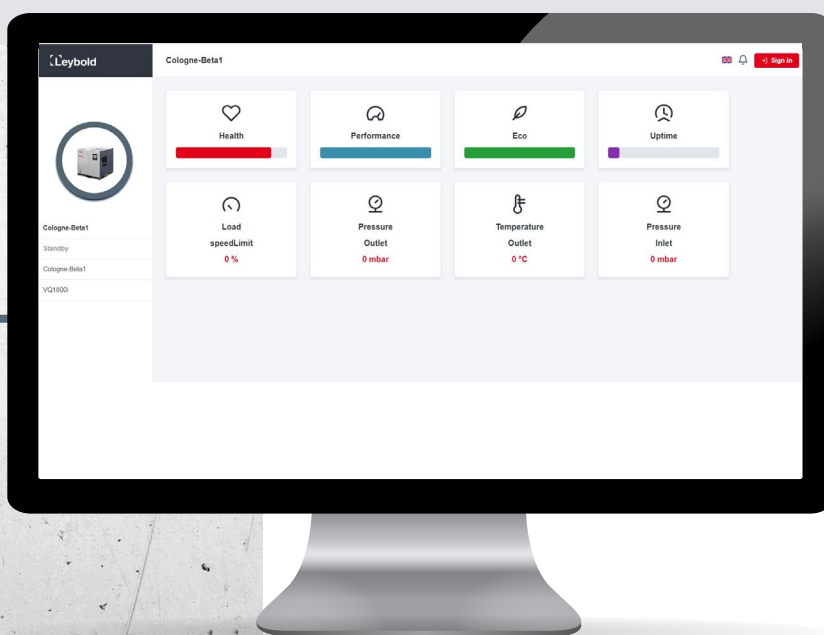 Leybold
Cologne-Beta1
Sign in
Health
Performance
Eco
Uptime
Cologne-Beta1
Standby
Cologne-Beta1
VQ1800i
Load
speedLimit
0 %
Pressure
Outlet
0 mbar
Temperature
Outlet
0 °C
Pressure
Inlet
0 mbar